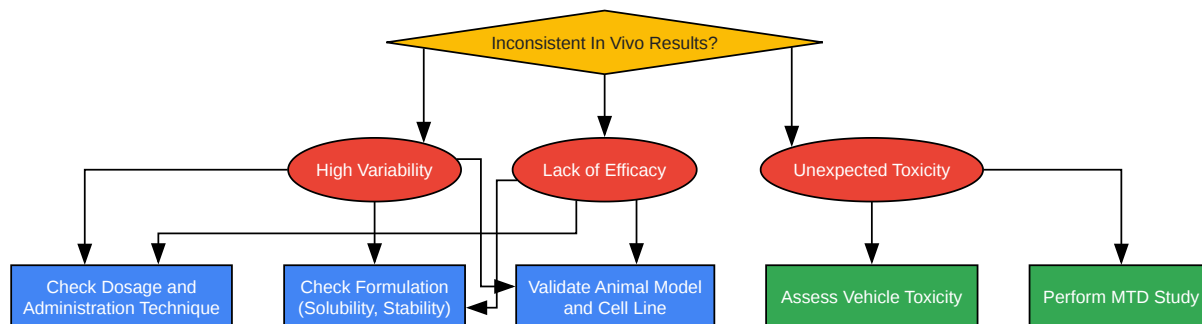 Inconsistent In Vivo Results?
High Variability
Lack of Efficacy
Unexpected Toxicity
Check Dosage and
Administration Technique
Check Formulation
(Solubility, Stability)
Validate Animal Model
and Cell Line
Assess Vehicle Toxicity
Perform MTD Study